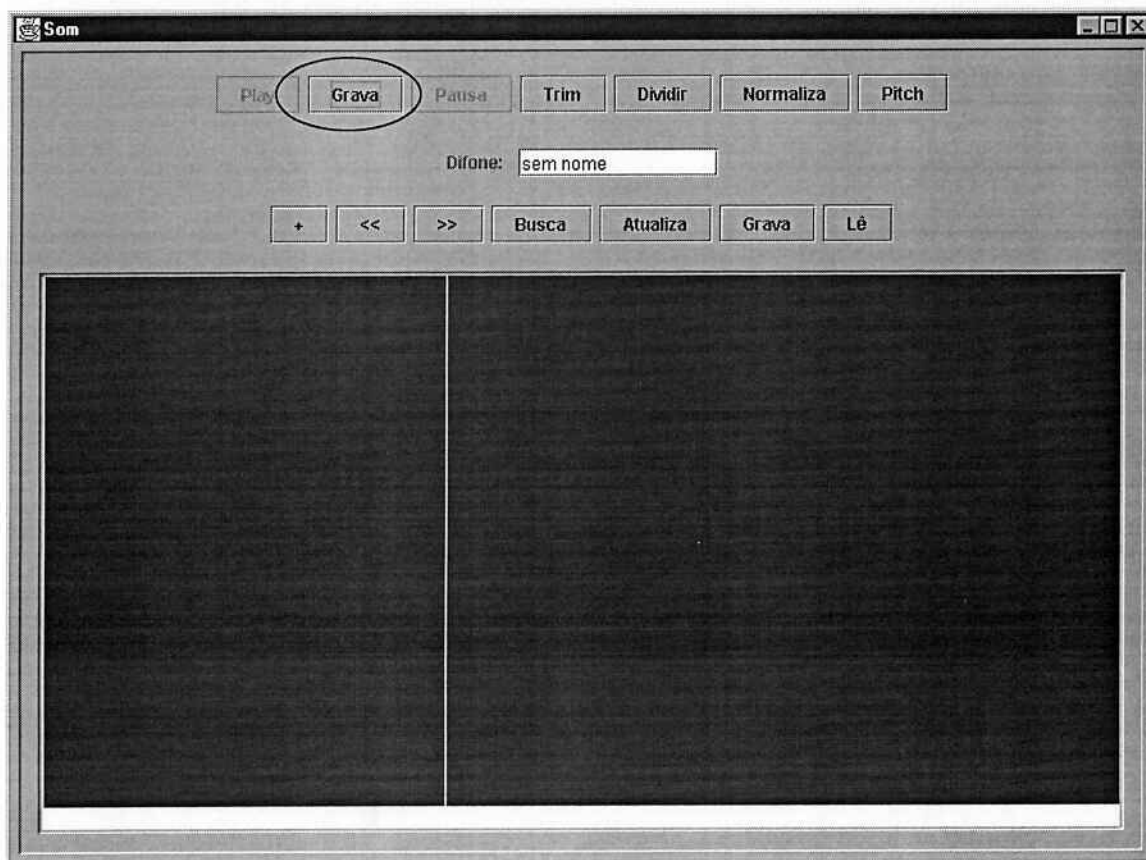 Som
Play Grava Pausa Trim Dividir Normaliza Pitch
Difone: sem nome
+ << >> Busca Atualiza Grava Lê